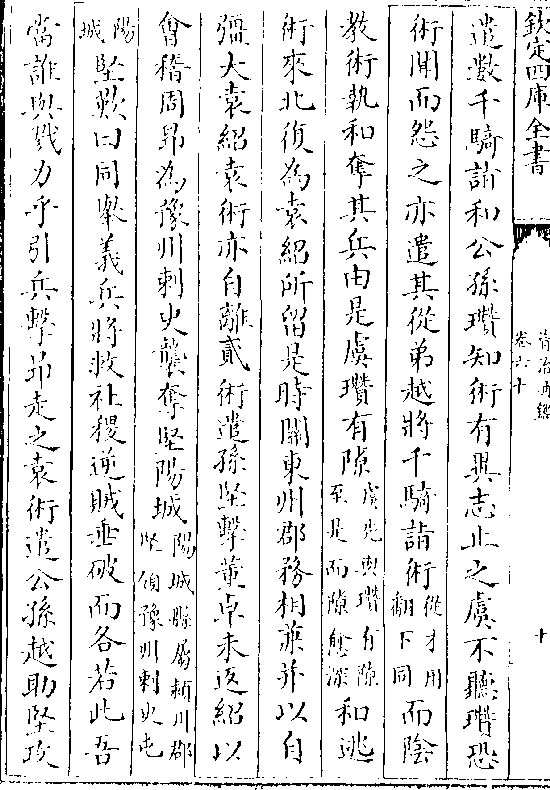 欽定四庫全書
資治通鑑
卷六十
十
遣數千騎詣和公孫瓚知術有異志止之虞不聽瓚恐
術聞而怨之亦遣其從弟越將千騎詣術從才用翻下同而陰
教術執和奪其兵由是虞瓚有隙虞先與瓚有隙至是而隙愈深和逃
術來北復為袁紹所留是時關東州郡務相兼并以自
彊大袁紹袁術亦自離貳術遣孫堅擊董卓未返紹以
會稽周昂為豫州刺史襲奪堅陽城陽城縣屬潁川郡堅領豫州刺史屯
陽城堅歎曰同舉義兵將救社稷逆賊垂破而各若此吾
當誰與戮力乎引兵擊昂走之袁術遣公孫越助堅攻